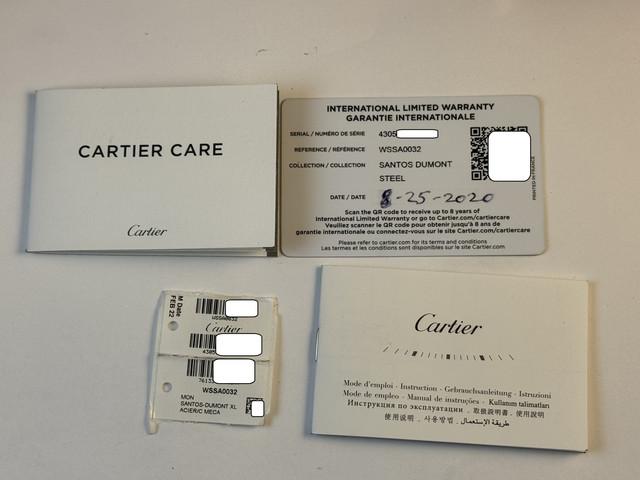 CARTIER CARE
Cartier
INTERNATIONAL LIMITED WARRANTY
GARANTIE INTERNATIONALE
SERIAL / NUMÉRO DE SÉRIE 4305
REFERENCE / RÉFÉRENCE WSSA0032
COLLECTION / COLLECTION SANTOS DUMONT
STEEL
DATE / DATE 8-25-2020
Scan the QR code to receive up to 8 years of
International Limited Warranty or go to Cartier.com/cartiercare
Veuillez scanner le QR code pour obtenir jusqu'à 8 ans de
garantie internationale ou connectez-vous sur le site Cartier.com/cartiercare
Please refer to cartier.com for its terms and conditions
Les termes et les conditions sont disponibles sur le site Cartier.com
PRINTED IN FRANCE
M Date
FEB 22
WSSA0032
Cartier
4305
7613
WSSA0032
MON
SANTOS-DUMONT XL
ACIER/C MECA
Cartier
Mode d'emploi - Instruction - Gebrauchsanleitung - Istruzioni
Modo de empleo - Manual de instruções - Kullanım talimatları
Инструкция по эксплуатации . 取扱説明書 . 使用說明
使用说明 . 사용방법 . طريقة الإستعمال